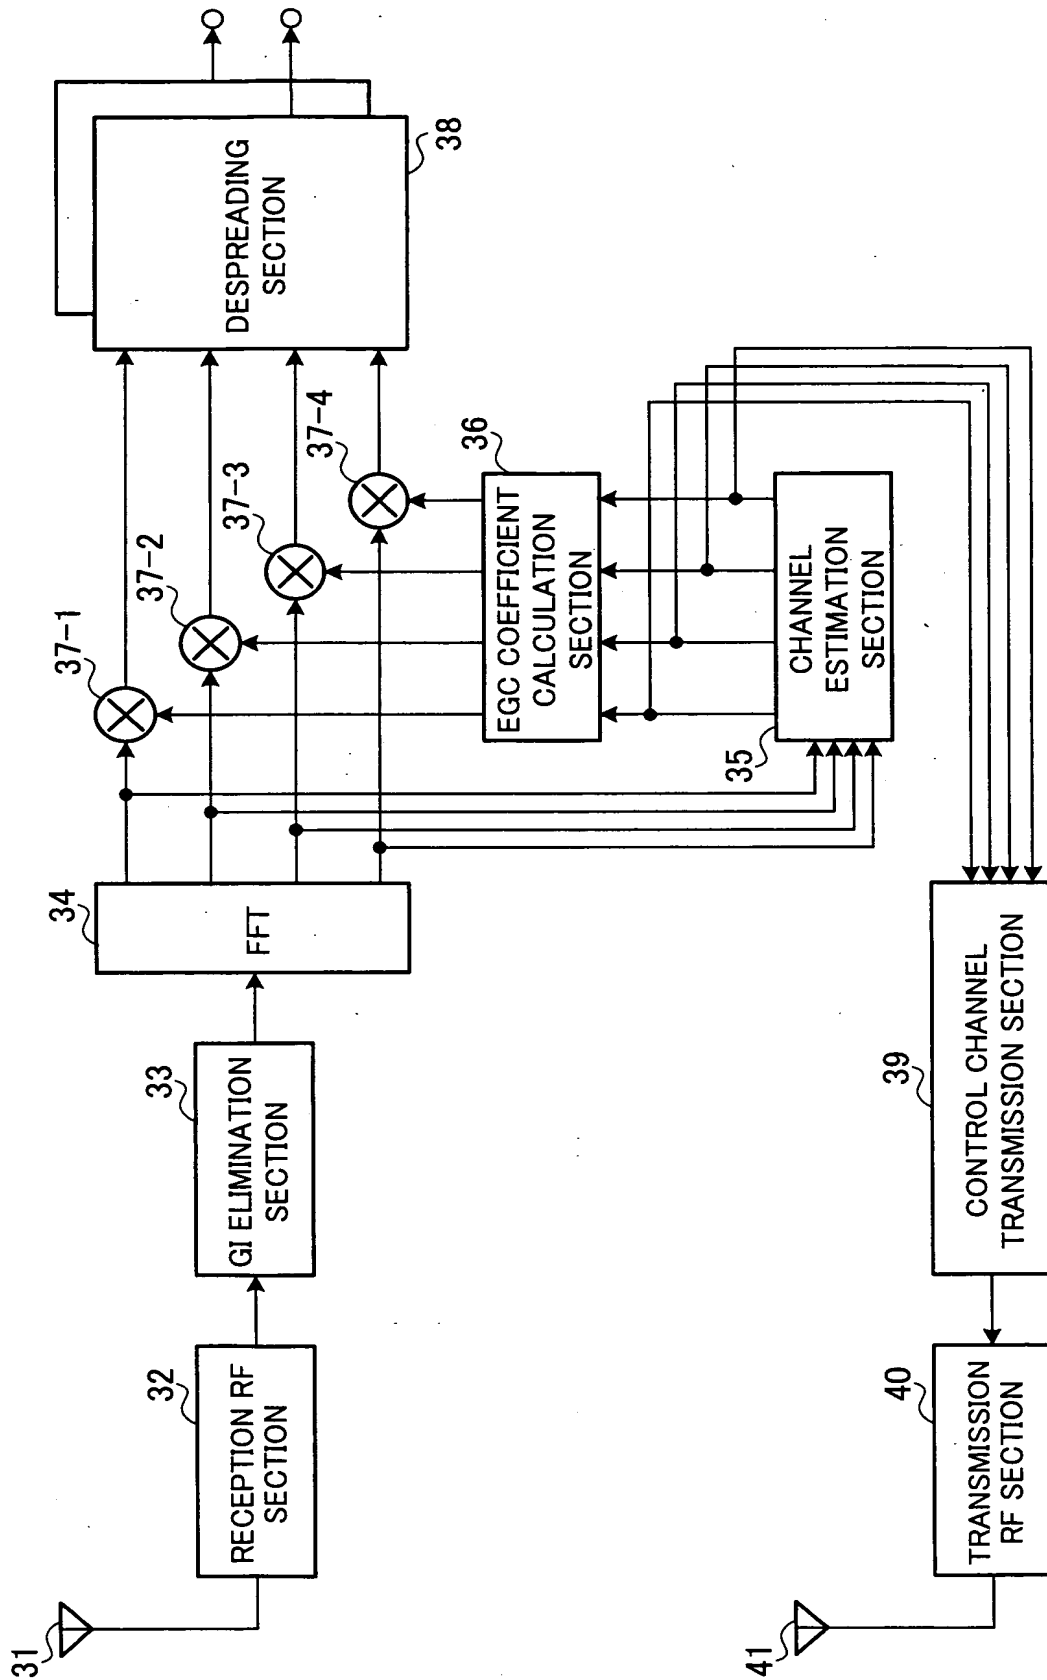 31
32
RECEPTION RF
SECTION
33
GI ELIMINATION
SECTION
34
FFT
37-1
37-2
37-3
37-4
DESPREADING
SECTION
38
36
EGC COEFFICIENT
CALCULATION
SECTION
35
CHANNEL
ESTIMATION
SECTION
41
40
TRANSMISSION
RF SECTION
39
CONTROL CHANNEL
TRANSMISSION SECTION